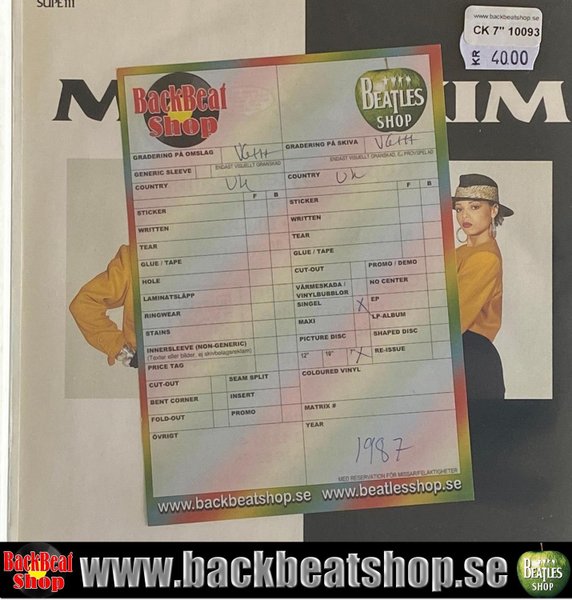 SUPE 111
www.backbeatshop.se
CK 7" 10093
KR 40.00
M
KIM
BackBeat
Shop
BEATLES
SHOP
GRADERING PÅ OMSLAG VG+++
GRADERING PÅ SKIVA VG+++
ENDAST VISUELLT GRANSKAD
ENDAST VISUELLT GRANSKAD, EJ PROVSPELAD
GENERIC SLEEVE
COUNTRY UK
COUNTRY UK
F B
F B
STICKER
WRITTEN
TEAR
GLUE / TAPE
HOLE
LAMINATSLÄPP
RINGWEAR
STAINS
INNERSLEEVE (NON-GENERIC)
(Texter eller bilder, ej skivbolagsreklam)
PRICE TAG
CUT-OUT
SEAM SPLIT
BENT CORNER
INSERT
FOLD-OUT
PROMO
ÖVRIGT
STICKER
WRITTEN
TEAR
GLUE / TAPE
CUT-OUT
PROMO / DEMO
VÄRMESKADA /
VINYLBUBBLOR
NO CENTER
SINGEL X
EP
MAXI
LP-ALBUM
PICTURE DISC
SHAPED DISC
12" 10" 7" X
RE-ISSUE
COLOURED VINYL
MATRIX #
YEAR
1987
MED RESERVATION FÖR MISSAR/FELAKTIGHETER
www.backbeatshop.se www.beatlesshop.se
BackBeat
Shop
www.backbeatshop.se
BEATLES
SHOP